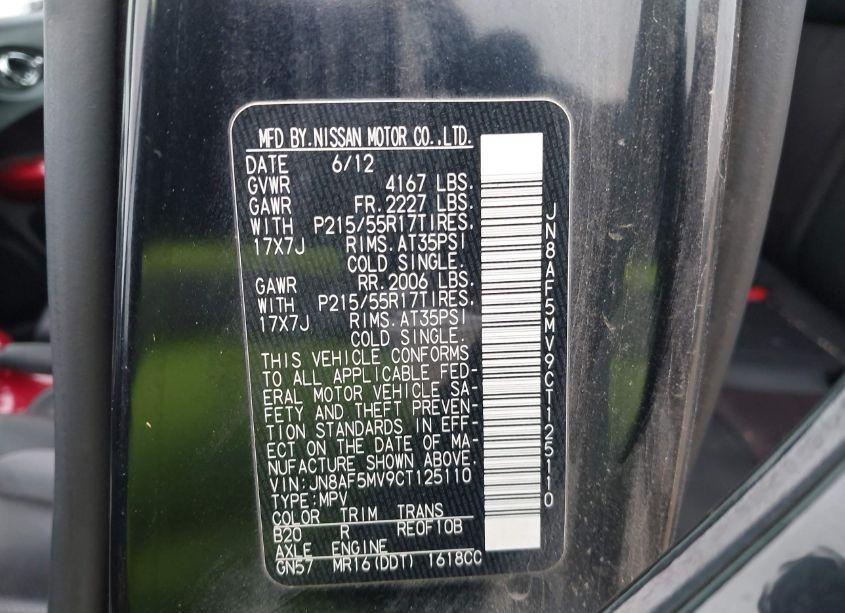 MFD BY.NISSAN MOTOR CO.,LTD.
DATE 6/12
GVWR 4167 LBS.
GAWR FR.2227 LBS.
WITH P215/55R17TIRES.
17X7J RIMS.AT35PSI
COLD SINGLE.
GAWR RR.2006 LBS.
WITH P215/55R17TIRES.
17X7J RIMS.AT35PSI
COLD SINGLE.
THIS VEHICLE CONFORMS
TO ALL APPLICABLE FED-
ERAL MOTOR VEHICLE SA-
FETY AND THEFT PREVEN-
TION STANDARDS IN EFF-
ECT ON THE DATE OF MA-
NUFACTURE SHOWN ABOVE.
VIN:JN8AF5MV9CT125110
TYPE:MPV
COLOR TRIM TRANS
B20 R RE0F10B
AXLE ENGINE
GN57 MR16(DDT) 1618CC
JN8AF5MV9CT125110